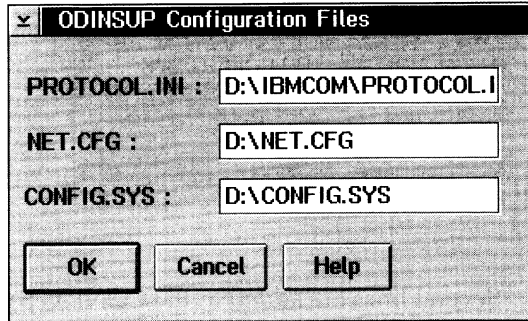 ODINSUP Configuration Files
PROTOCOL.INI : D:\IBMCOM\PROTOCOL.I
NET.CFG : D:\NET.CFG
CONFIG.SYS : D:\CONFIG.SYS
OK Cancel Help